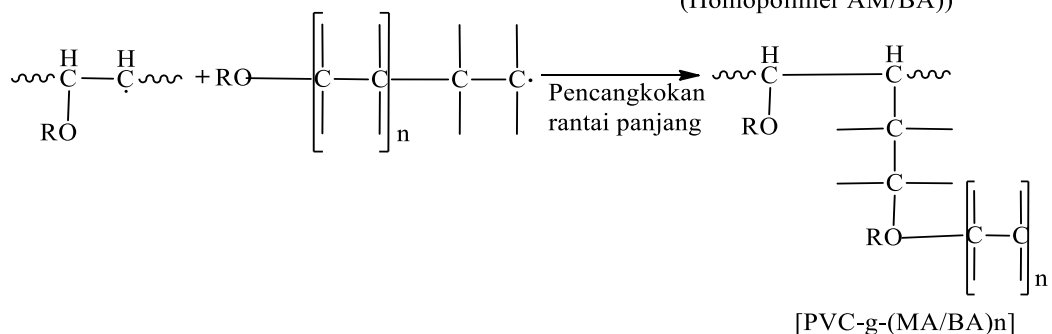 (Homopolimer AM/BA))
H H H H
C C· + RO C C C C· C C
RO n Pencangkokan RO C
rantai panjang C
RO C C
n
[PVC-g-(MA/BA)n]